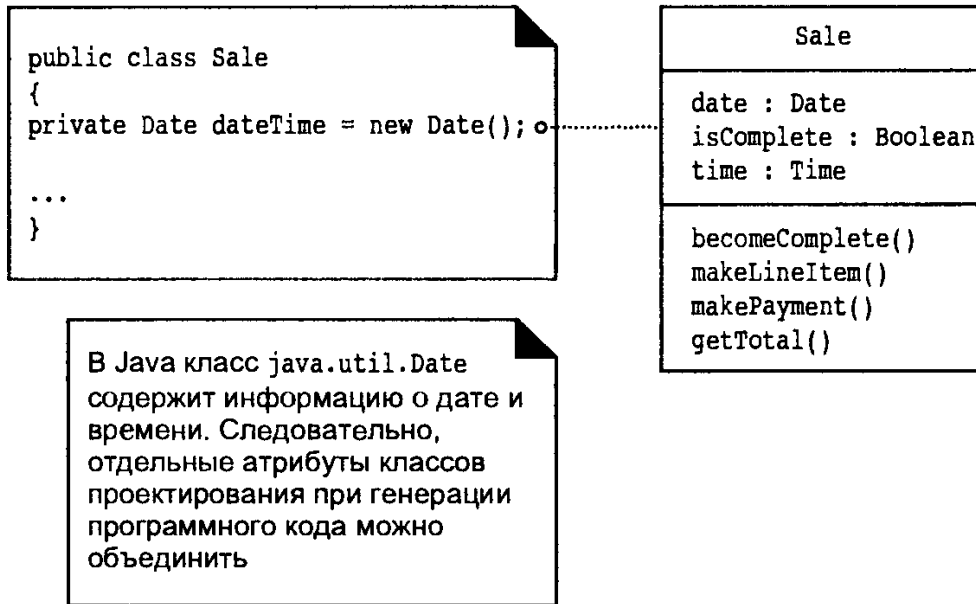 public class Sale
{
private Date dateTime = new Date();
...
}
Sale
date : Date
isComplete : Boolean
time : Time
becomeComplete()
makeLineItem()
makePayment()
getTotal()
В Java класс java.util.Date
содержит информацию о дате и
времени. Следовательно,
отдельные атрибуты классов
проектирования при генерации
программного кода можно
объединить